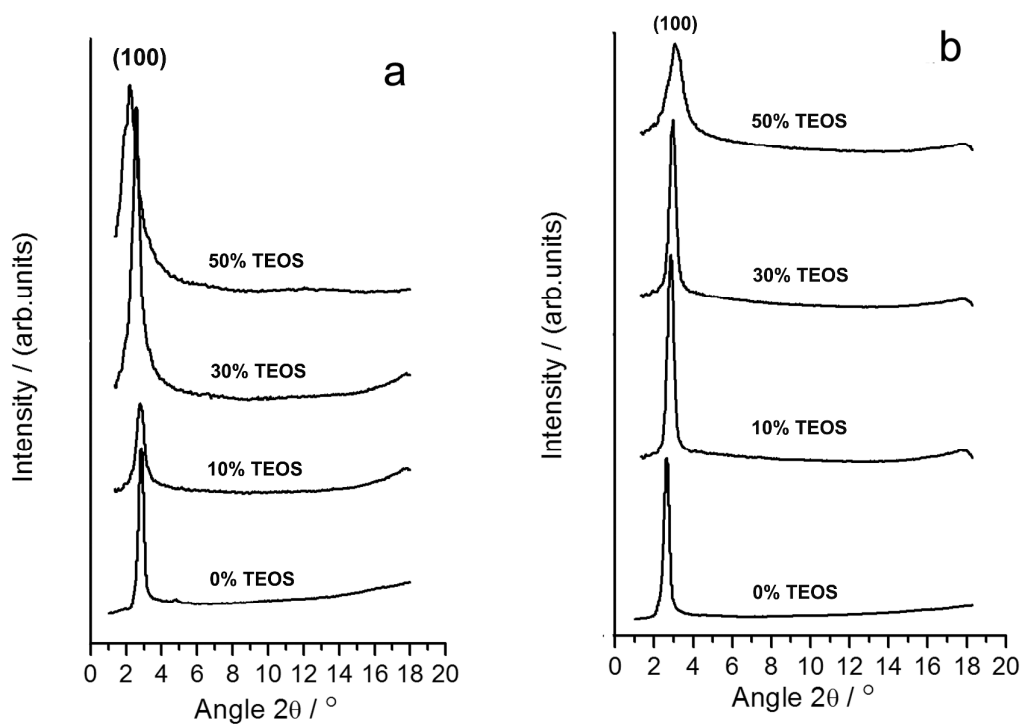 (100)
a
50% TEOS
30% TEOS
10% TEOS
0% TEOS
Intensity / (arb.units)
0 2 4 6 8 10 12 14 16 18 20
Angle 2θ / °
(100)
b
50% TEOS
30% TEOS
10% TEOS
0% TEOS
Intensity / (arb.units)
0 2 4 6 8 10 12 14 16 18 20
Angle 2θ / °